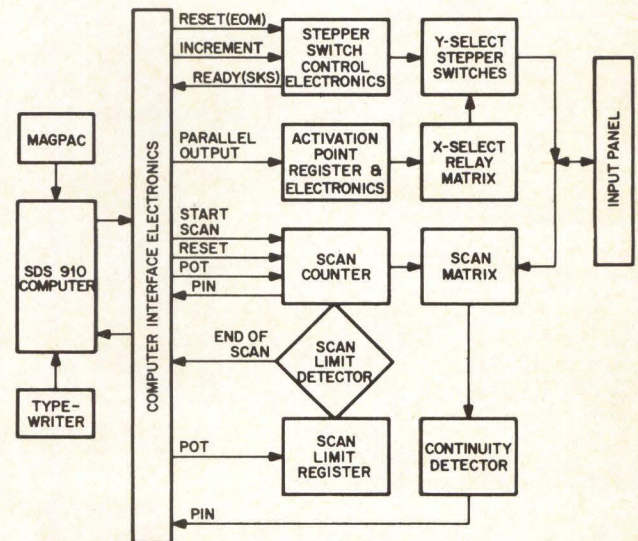 RESET(EOM)
INCREMENT
READY(SKS)
STEPPER
SWITCH
CONTROL
ELECTRONICS
Y-SELECT
STEPPER
SWITCHES
MAGPAC
PARALLEL
OUTPUT
ACTIVATION
POINT
REGISTER &
ELECTRONICS
X-SELECT
RELAY
MATRIX
INPUT PANEL
SDS 910
COMPUTER
COMPUTER INTERFACE ELECTRONICS
START
SCAN
RESET
POT
PIN
SCAN
COUNTER
SCAN
MATRIX
END OF
SCAN
SCAN
LIMIT
DETECTOR
TYPE-
WRITER
POT
SCAN
LIMIT
REGISTER
CONTINUITY
DETECTOR
PIN